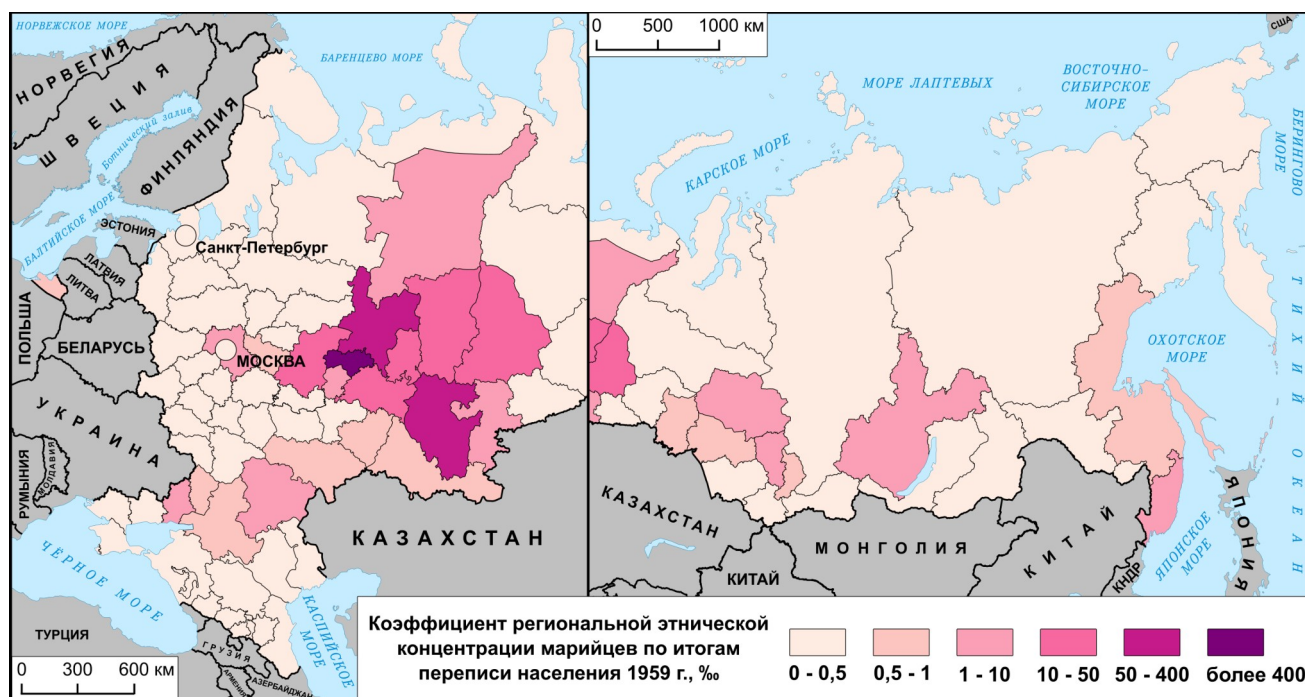 НОРВЕЖСКОЕ МОРЕ
НОРВЕГИЯ
ШВЕЦИЯ
Ботнический залив
ФИНЛЯНДИЯ
БАРЕНЦЕВО МОРЕ
БАЛТИЙСКОЕ МОРЕ
ЭСТОНИЯ
ЛАТВИЯ
ЛИТВА
ПОЛЬША
БЕЛАРУСЬ
Санкт-Петербург
МОСКВА
УКРАИНА
РУМЫНИЯ
МОЛДАВИЯ
ЧЁРНОЕ МОРЕ
ТУРЦИЯ
ГРУЗИЯ
АРМЕНИЯ
АЗЕРБАЙДЖАН
КАСПИЙСКОЕ
МОРЕ
КАЗАХСТАН
0 300 600 км
0 500 1000 км
КАРСКОЕ МОРЕ
МОРЕ ЛАПТЕВЫХ
ВОСТОЧНО-
СИБИРСКОЕ
МОРЕ
США
БЕРИНГОВО
МОРЕ
ОХОТСКОЕ
МОРЕ
ТИХИЙ ОКЕАН
КАЗАХСТАН
КИТАЙ
МОНГОЛИЯ
КИТАЙ
КНДР
ЯПОНСКОЕ
МОРЕ
ЯПОНИЯ
Коэффициент региональной этнической
концентрации марийцев по итогам
переписи населения 1959 г., ‰
0 - 0,5 0,5 - 1 1 - 10 10 - 50 50 - 400 более 400